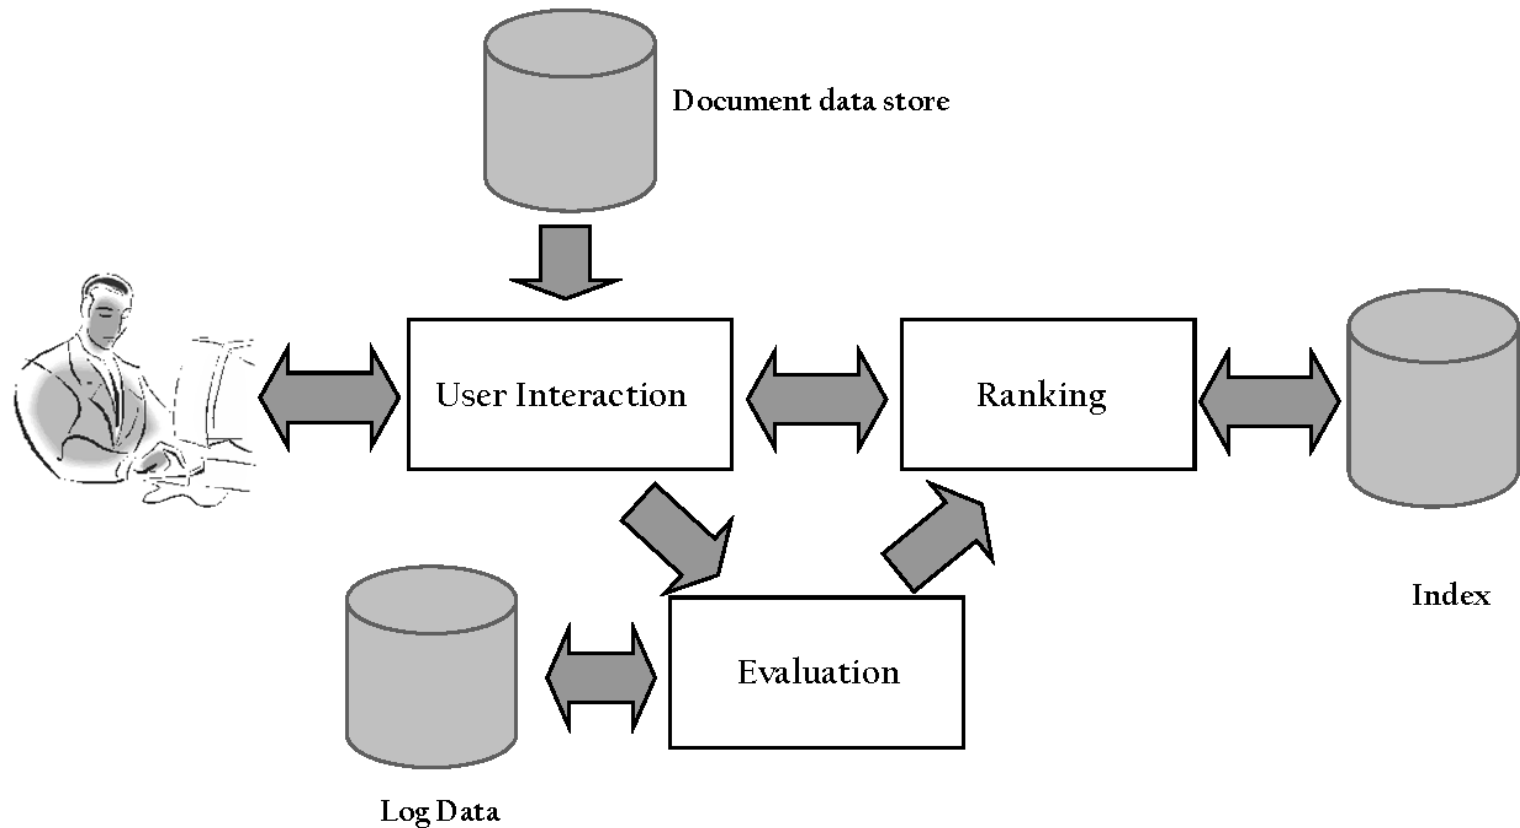 Document data store
User Interaction
Ranking
Index
Evaluation
Log Data